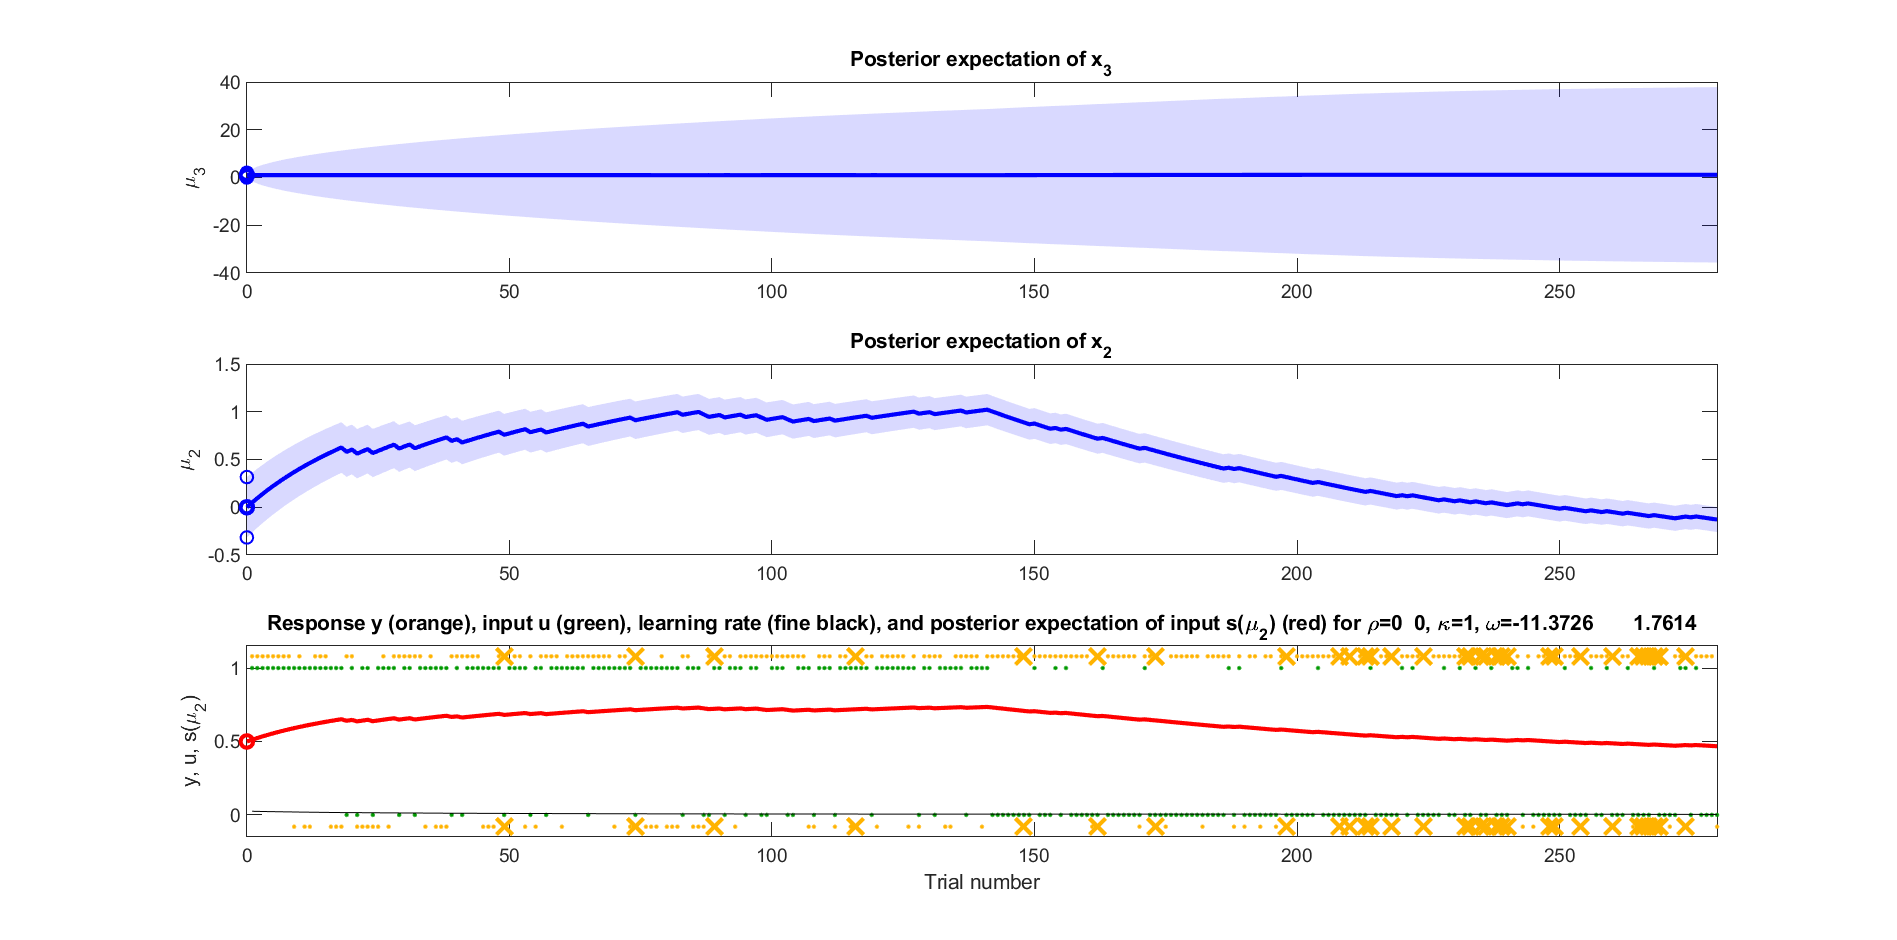 Posterior expectation of x3
40
20
0
-20
-40
μ3
0 50 100 150 200 250
Posterior expectation of x2
1.5
1
0.5
0
-0.5
μ2
0 50 100 150 200 250
Response y (orange), input u (green), learning rate (fine black), and posterior expectation of input s(μ2) (red) for ρ=0 0, κ=1, ω=-11.3726 1.7614
1
0.5
0
y, u, s(μ2)
0 50 100 150 200 250
Trial number